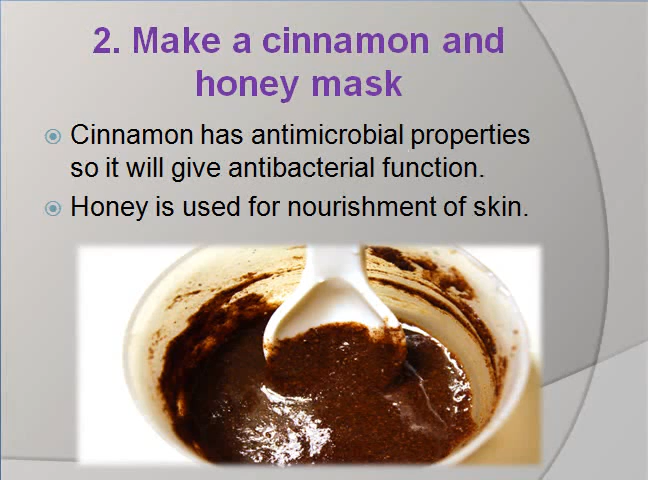 2. Make a cinnamon and
honey mask
Cinnamon has antimicrobial properties
so it will give antibacterial function.
Honey is used for nourishment of skin.